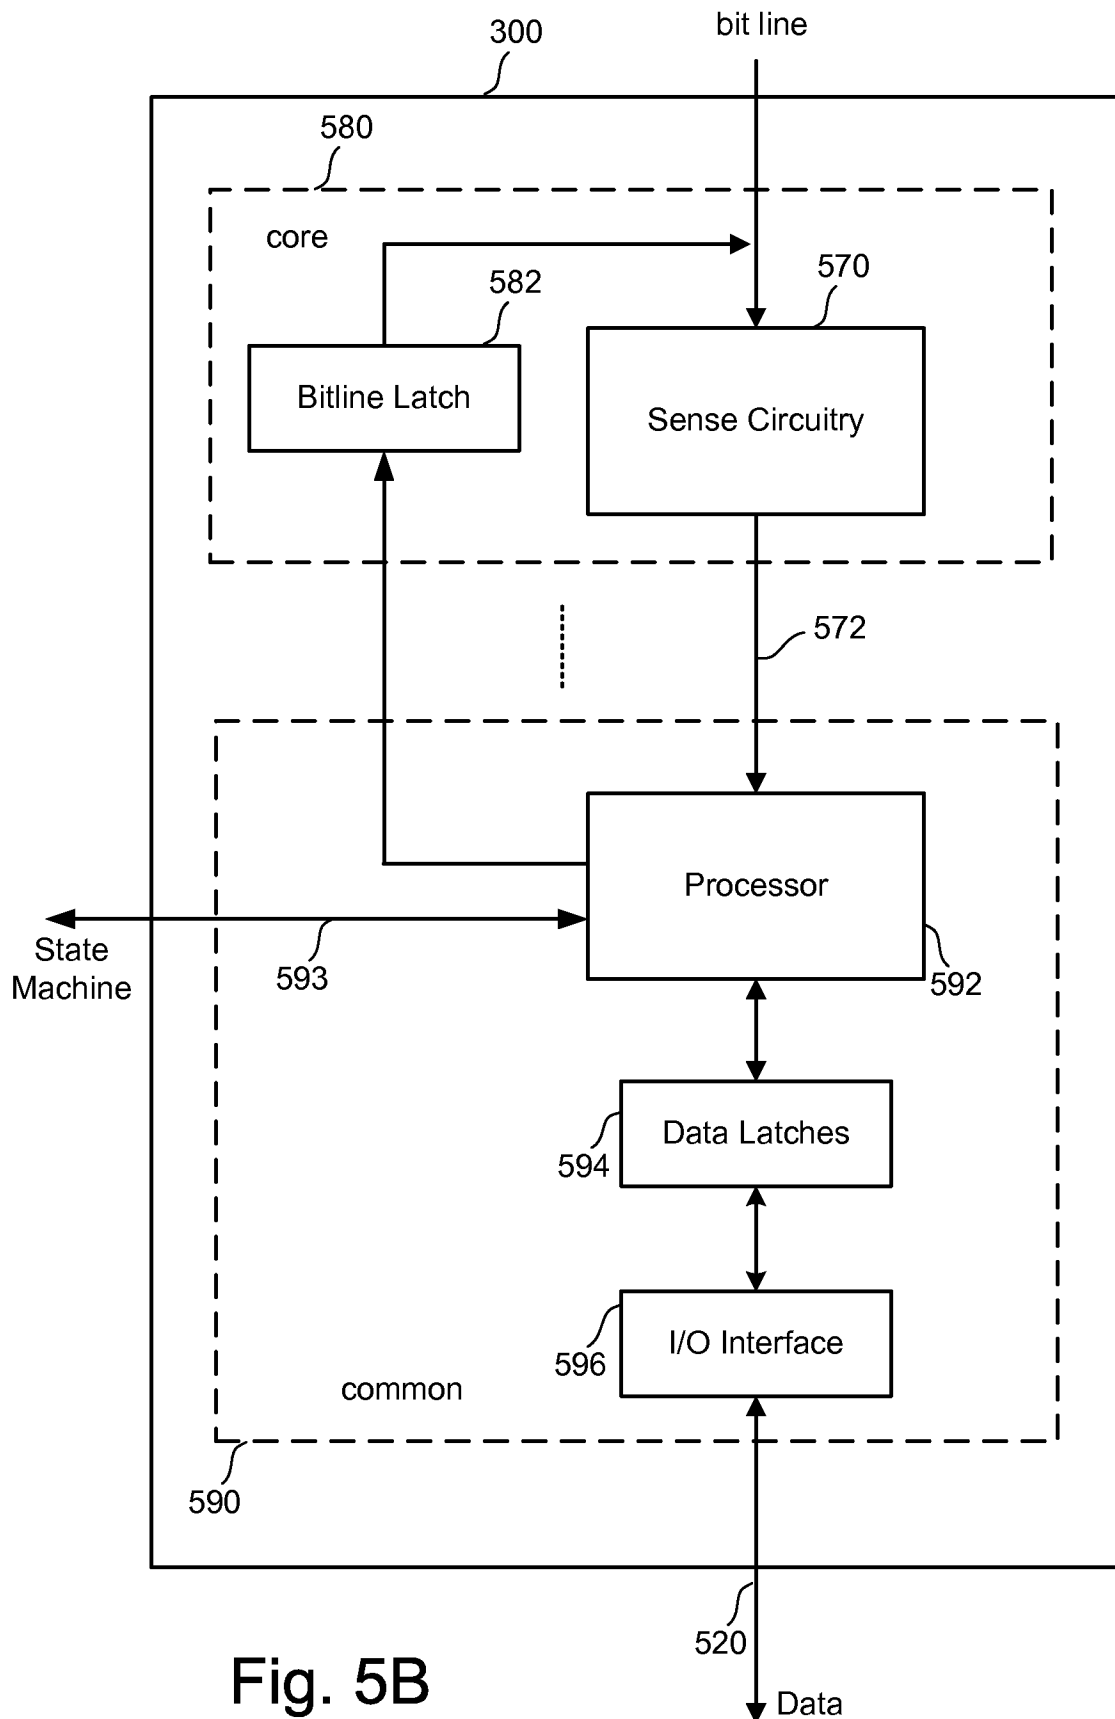 bit line
300
580
core
570
582
Bitline Latch
Sense Circuitry
572
Processor
State
Machine
593
592
Data Latches
594
I/O Interface
596
common
590
520
Fig. 5B
Data